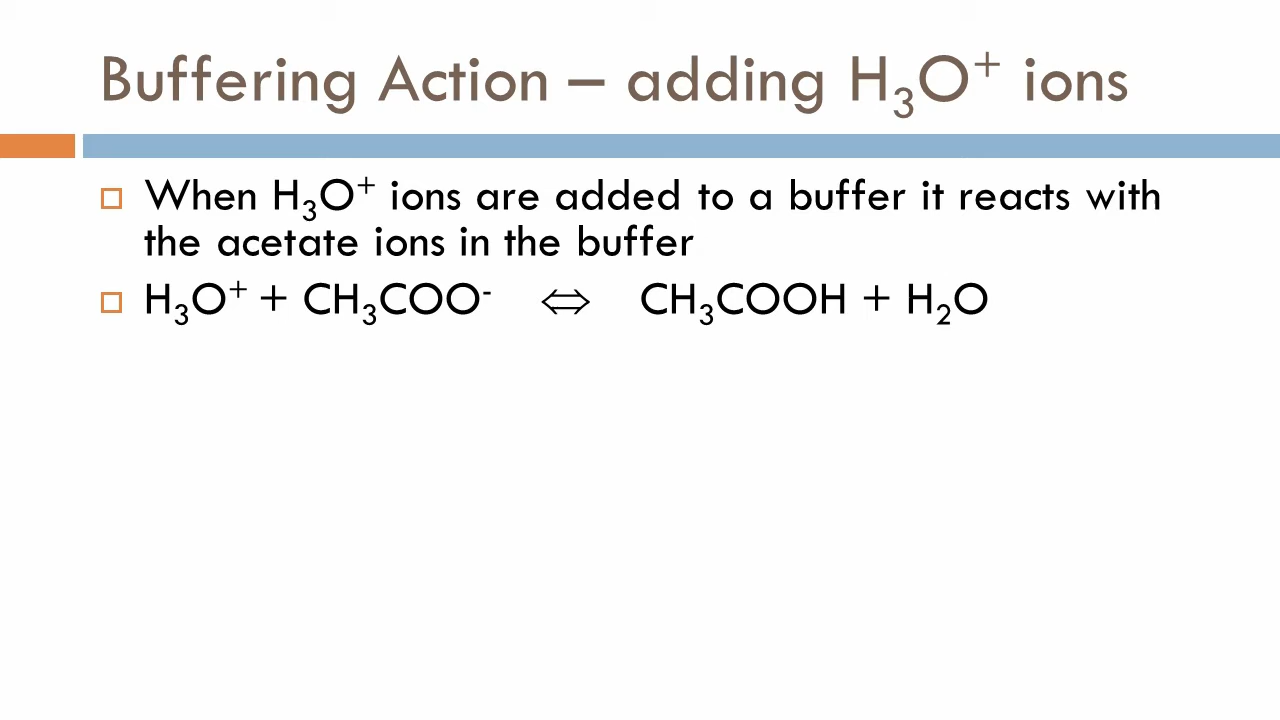 Buffering Action – adding H₃O⁺ ions
When H₃O⁺ ions are added to a buffer it reacts with
the acetate ions in the buffer
H₃O⁺ + CH₃COO⁻ ⇔ CH₃COOH + H₂O